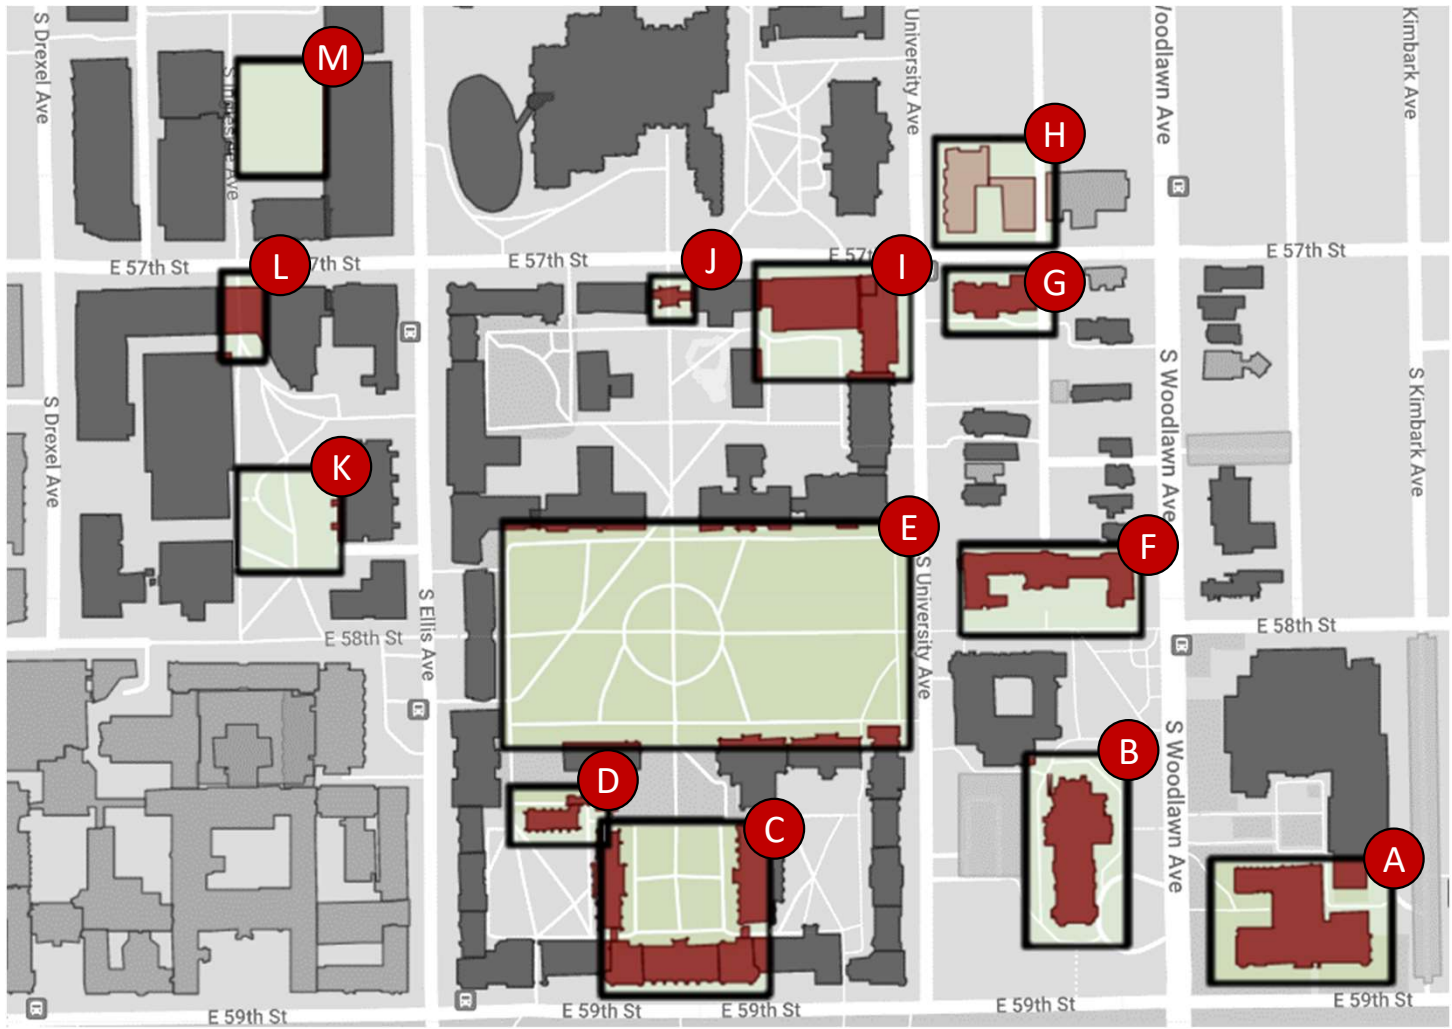 S Drexel Ave
M
University Ave
Woodlawn Ave
Kimbark Ave
H
E 57th St
L
7th St
E 57th St
J
E 57th
I
G
E 57th St
S Drexel Ave
K
S Woodlawn Ave
S Kimbark Ave
E
F
S Ellis Ave
S University Ave
E 58th St
E 58th St
B
D
S Woodlawn Ave
C
A
E 59th St
E 59th St
E 59th St
E 59th St
E 59th St